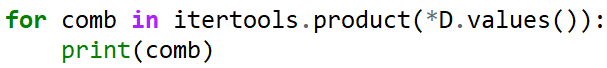 for comb in itertools.product(*D.values()):
    print(comb)